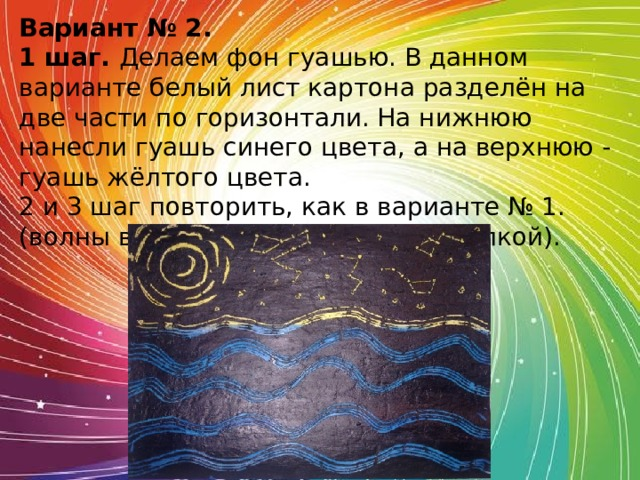 Вариант № 2.
1 шаг. Делаем фон гуашью. В данном
варианте белый лист картона разделён на
две части по горизонтали. На нижнюю
нанесли гуашь синего цвета, а на верхнюю -
гуашь жёлтого цвета.
2 и 3 шаг повторить, как в варианте № 1.
(волны